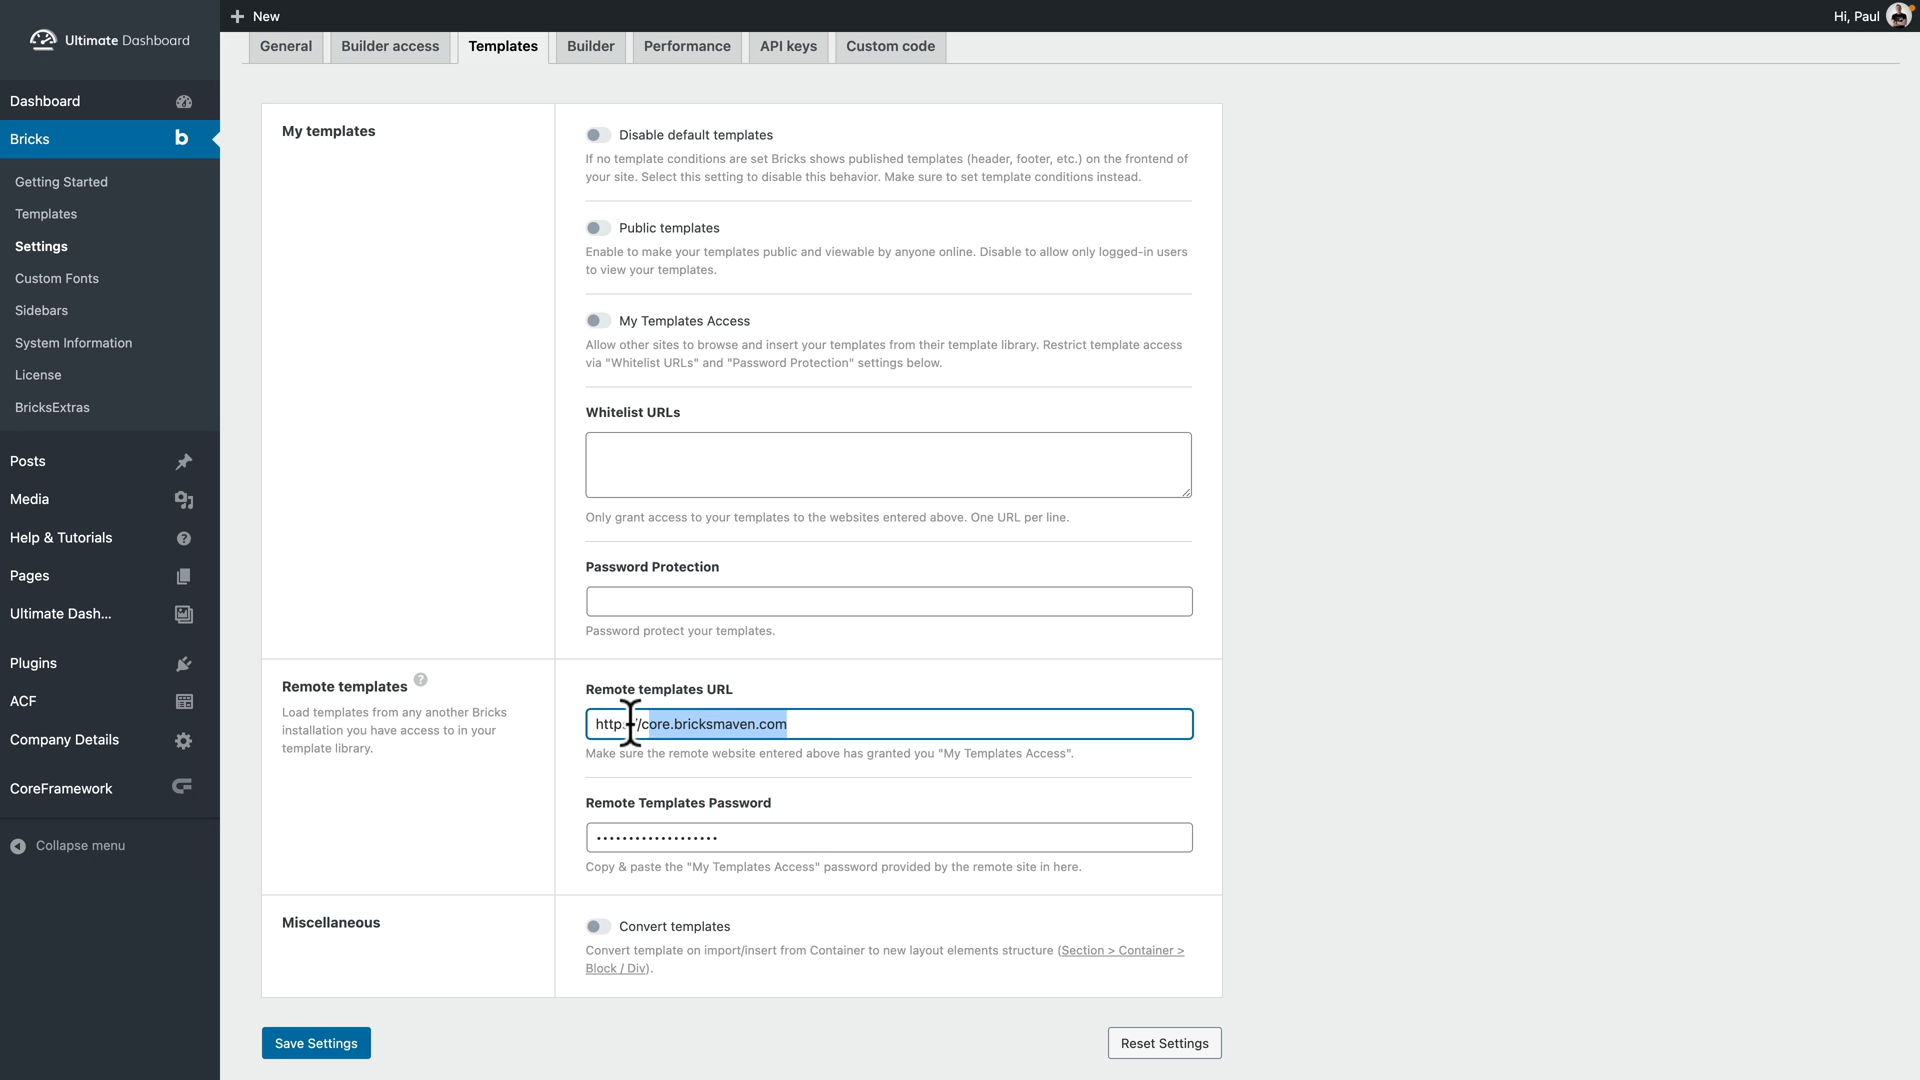 New
Hi, Paul
Ultimate Dashboard
General
Builder access
Templates
Builder
Performance
API keys
Custom code
Dashboard
Bricks
b
Getting Started
Templates
Settings
Custom Fonts
Sidebars
System Information
License
BricksExtras
Posts
Media
Help & Tutorials
Pages
Ultimate Dash...
Plugins
ACF
Company Details
CoreFramework
Collapse menu
My templates
Disable default templates
If no template conditions are set Bricks shows published templates (header, footer, etc.) on the frontend of
your site. Select this setting to disable this behavior. Make sure to set template conditions instead.
Public templates
Enable to make your templates public and viewable by anyone online. Disable to allow only logged-in users
to view your templates.
My Templates Access
Allow other sites to browse and insert your templates from their template library. Restrict template access
via "Whitelist URLs" and "Password Protection" settings below.
Whitelist URLs
Only grant access to your templates to the websites entered above. One URL per line.
Password Protection
Password protect your templates.
Remote templates ?
Load templates from any another Bricks
installation you have access to in your
template library.
Remote templates URL
//core.bricksmaven.com
Make sure the remote website entered above has granted you "My Templates Access".
Remote Templates Password
...................
Copy & paste the "My Templates Access" password provided by the remote site in here.
Miscellaneous
Convert templates
Convert template on import/insert from Container to new layout elements structure (Section > Container >
Block / Div).
Save Settings
Reset Settings